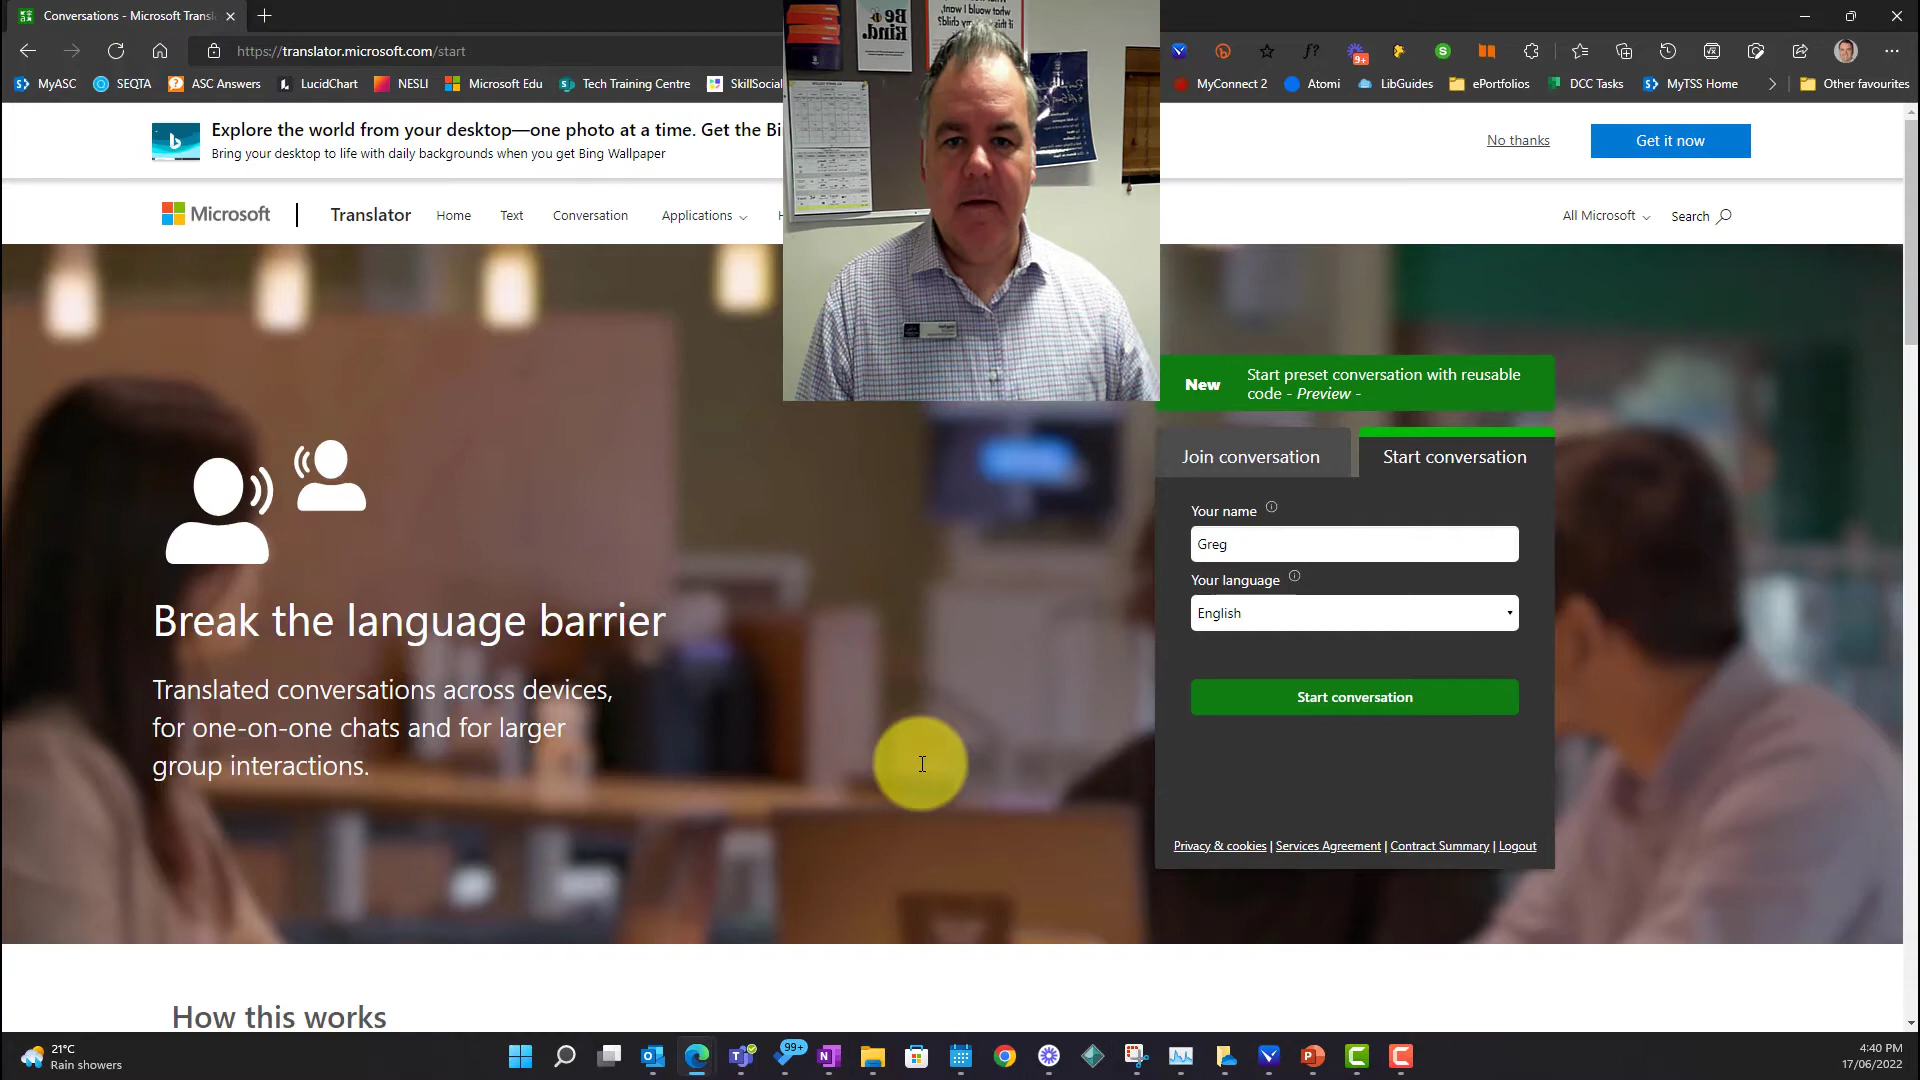 Conversations - Microsoft Transl
https://translator.microsoft.com/start
9+
MyASC
SEQTA
ASC Answers
LucidChart
NESLI
Microsoft Edu
Tech Training Centre
SkillSocial
MyConnect 2
Atomi
LibGuides
ePortfolios
DCC Tasks
MyTSS Home
Other favourites
Explore the world from your desktop—one photo at a time. Get the Bi
Bring your desktop to life with daily backgrounds when you get Bing Wallpaper
No thanks
Get it now
Microsoft
Translator
Home
Text
Conversation
Applications
All Microsoft
Search
Be
Kind.
New
Start preset conversation with reusable
code - Preview -
Join conversation
Start conversation
Your name
Greg
Your language
English
Start conversation
Privacy & cookies | Services Agreement | Contract Summary | Logout
Break the language barrier
Translated conversations across devices,
for one-on-one chats and for larger
group interactions.
How this works
21°C
Rain showers
99+
4:40 PM
17/06/2022